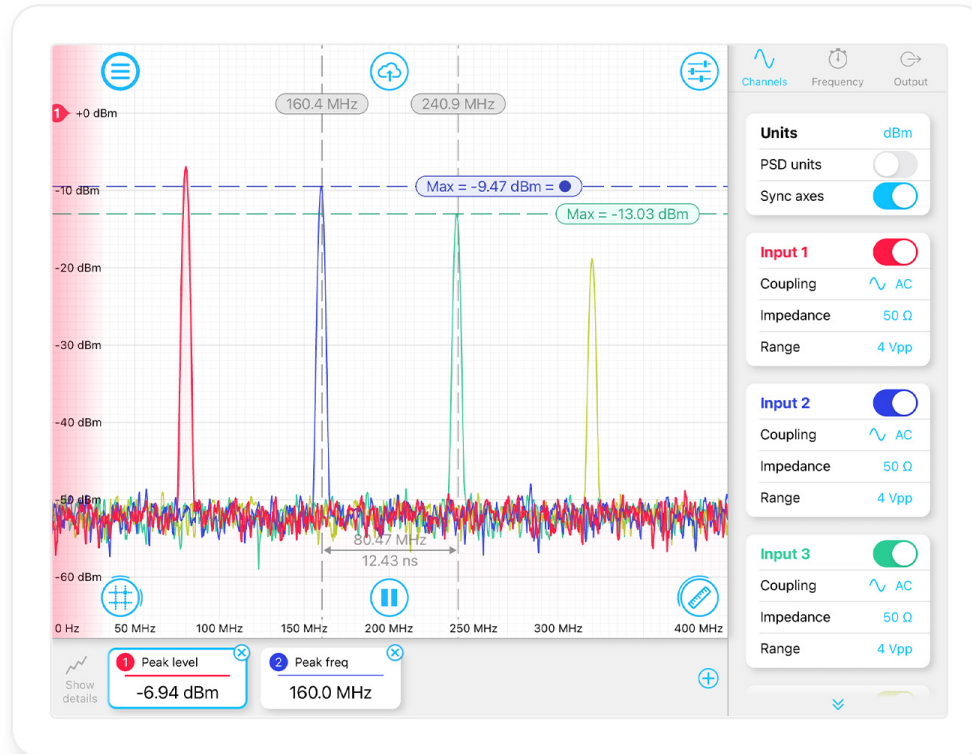 160.4 MHz
240.9 MHz
1
+0 dBm
Max = -9.47 dBm =
-10 dBm
Max = -13.03 dBm
-20 dBm
-30 dBm
-40 dBm
-50 dBm
80.47 MHz
12.43 ns
-60 dBm
0 Hz
50 MHz
100 MHz
150 MHz
200 MHz
250 MHz
300 MHz
400 MHz
Show
details
1 Peak level
-6.94 dBm
2 Peak freq
160.0 MHz
Channels
Frequency
Output
Units dBm
PSD units
Sync axes
Input 1
Coupling AC
Impedance 50 Ω
Range 4 Vpp
Input 2
Coupling AC
Impedance 50 Ω
Range 4 Vpp
Input 3
Coupling AC
Impedance 50 Ω
Range 4 Vpp